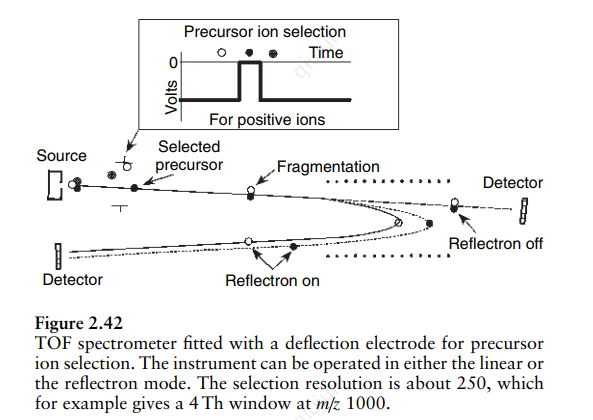 Precursor ion selection
Time
0
Volts
For positive ions
Source
Selected
precursor
Fragmentation
Detector
Reflectron off
Detector
Reflectron on
Figure 2.42
TOF spectrometer fitted with a deflection electrode for precursor
ion selection. The instrument can be operated in either the linear or
the reflectron mode. The selection resolution is about 250, which
for example gives a 4 Th window at m/z 1000.